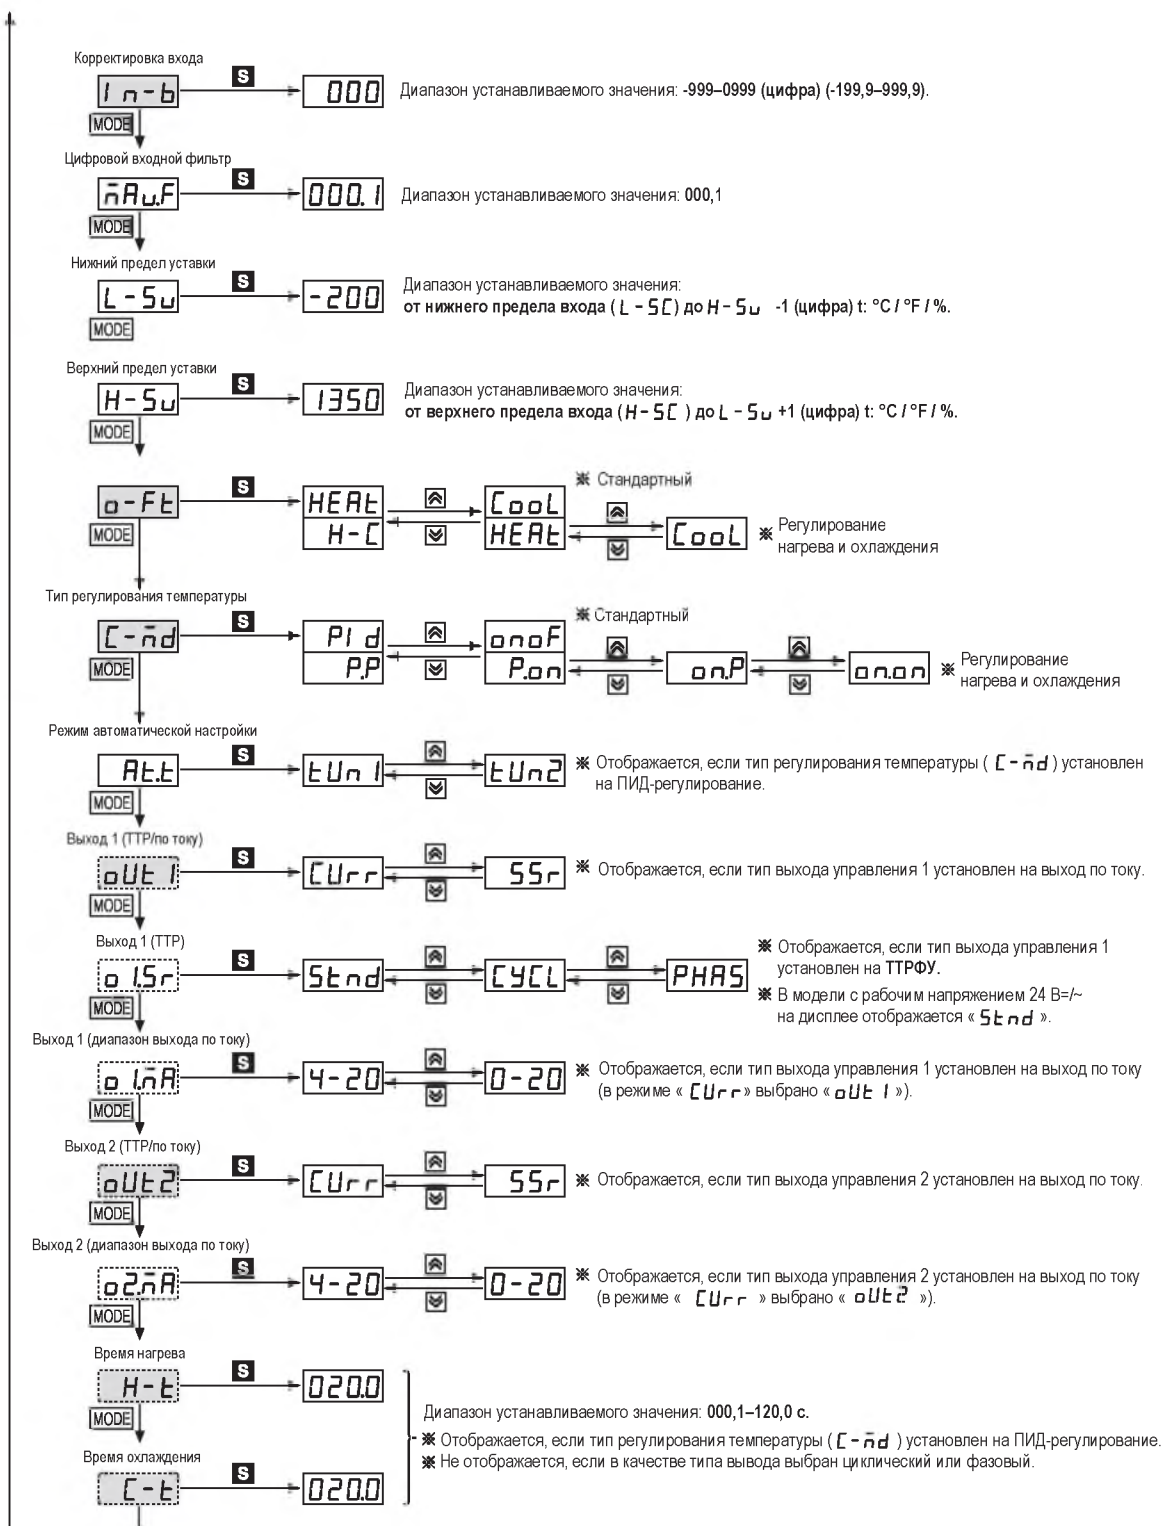 Корректировка входа
In-b S 000 Диапазон устанавливаемого значения: -999–0999 (цифра) (-199,9–999,9).
MODE
Цифровой входной фильтр
m̄Au.F S 000.1 Диапазон устанавливаемого значения: 000,1
MODE
Нижний предел уставки
L-Su S -200 Диапазон устанавливаемого значения:
от нижнего предела входа ( L-SC ) до H-Su -1 (цифра) t: °C / °F / %.
MODE
Верхний предел уставки
H-Su S 1350 Диапазон устанавливаемого значения:
от верхнего предела входа ( H-SC ) до L-Su +1 (цифра) t: °C / °F / %.
MODE
※ Стандартный
o-Ft S HEAt CooL
H-C HEAt CooL ※ Регулирование
нагрева и охлаждения
MODE
Тип регулирования температуры
※ Стандартный
C-m̄d S PId onoF
P.P P.on on.P on.on ※ Регулирование
нагрева и охлаждения
MODE
Режим автоматической настройки
At.t S tUn1 tUn2 ※ Отображается, если тип регулирования температуры ( C-m̄d ) установлен
на ПИД-регулирование.
MODE
Выход 1 (ТТР/по току)
oUt1 S CUrr SSr ※ Отображается, если тип выхода управления 1 установлен на выход по току.
MODE
Выход 1 (ТТР)
o1.Sr S Stnd CYCL PHAS ※ Отображается, если тип выхода управления 1
установлен на ТТРФУ.
※ В модели с рабочим напряжением 24 В=/~
на дисплее отображается « Stnd ».
MODE
Выход 1 (диапазон выхода по току)
o1.m̄A S 4-20 0-20 ※ Отображается, если тип выхода управления 1 установлен на выход по току
(в режиме « CUrr » выбрано « oUt1 »).
MODE
Выход 2 (ТТР/по току)
oUt2 S CUrr SSr ※ Отображается, если тип выхода управления 2 установлен на выход по току.
MODE
Выход 2 (диапазон выхода по току)
o2.m̄A S 4-20 0-20 ※ Отображается, если тип выхода управления 2 установлен на выход по току
(в режиме « CUrr » выбрано « oUt2 »).
MODE
Время нагрева
H-t S 020.0
MODE
Диапазон устанавливаемого значения: 000,1–120,0 с.
※ Отображается, если тип регулирования температуры ( C-m̄d ) установлен на ПИД-регулирование.
※ Не отображается, если в качестве типа вывода выбран циклический или фазовый.
Время охлаждения
C-t S 020.0